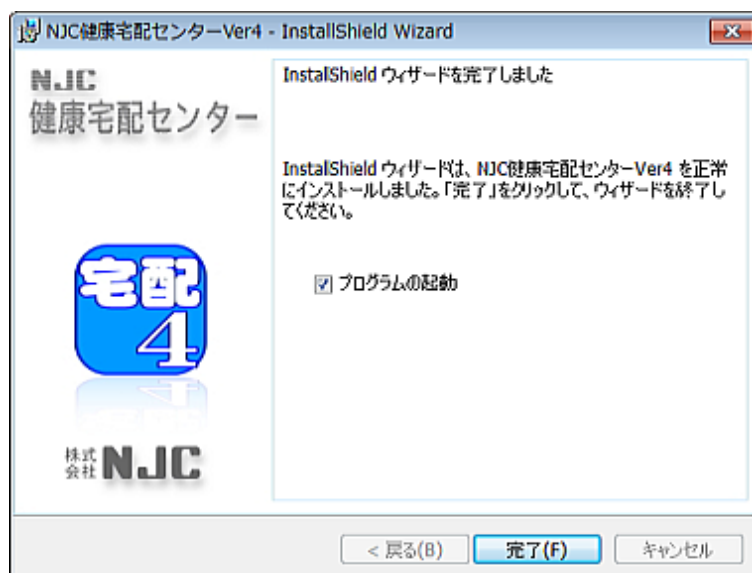 NJC健康宅配センターVer4 - InstallShield Wizard
NJC
健康宅配センター
宅配
4
株式
会社 NJC
InstallShield ウィザードを完了しました
InstallShield ウィザードは、NJC健康宅配センターVer4 を正常
にインストールしました。「完了」をクリックして、ウィザードを終了し
てください。
プログラムの起動
< 戻る(B)
完了(F)
キャンセル